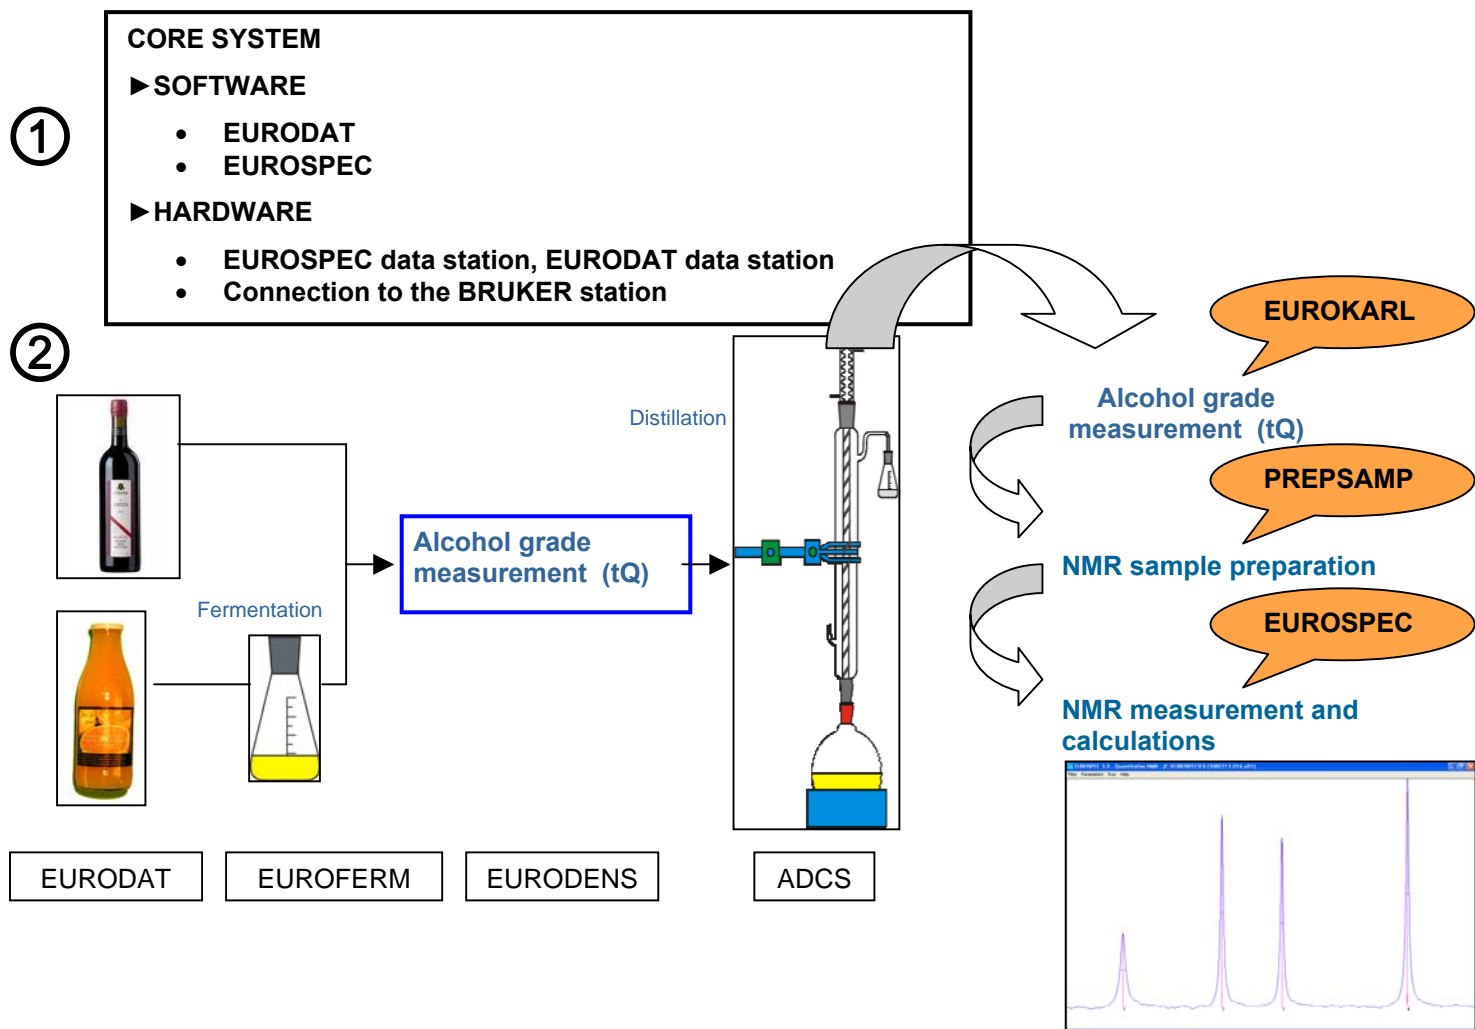 ①
CORE SYSTEM
►SOFTWARE
• EURODAT
• EUROSPEC
►HARDWARE
• EUROSPEC data station, EURODAT data station
• Connection to the BRUKER station
②
Fermentation
Alcohol grade
measurement (tQ)
Distillation
EUROKARL
Alcohol grade
measurement (tQ)
PREPSAMP
NMR sample preparation
EUROSPEC
NMR measurement and
calculations
EURODAT
EUROFERM
EURODENS
ADCS